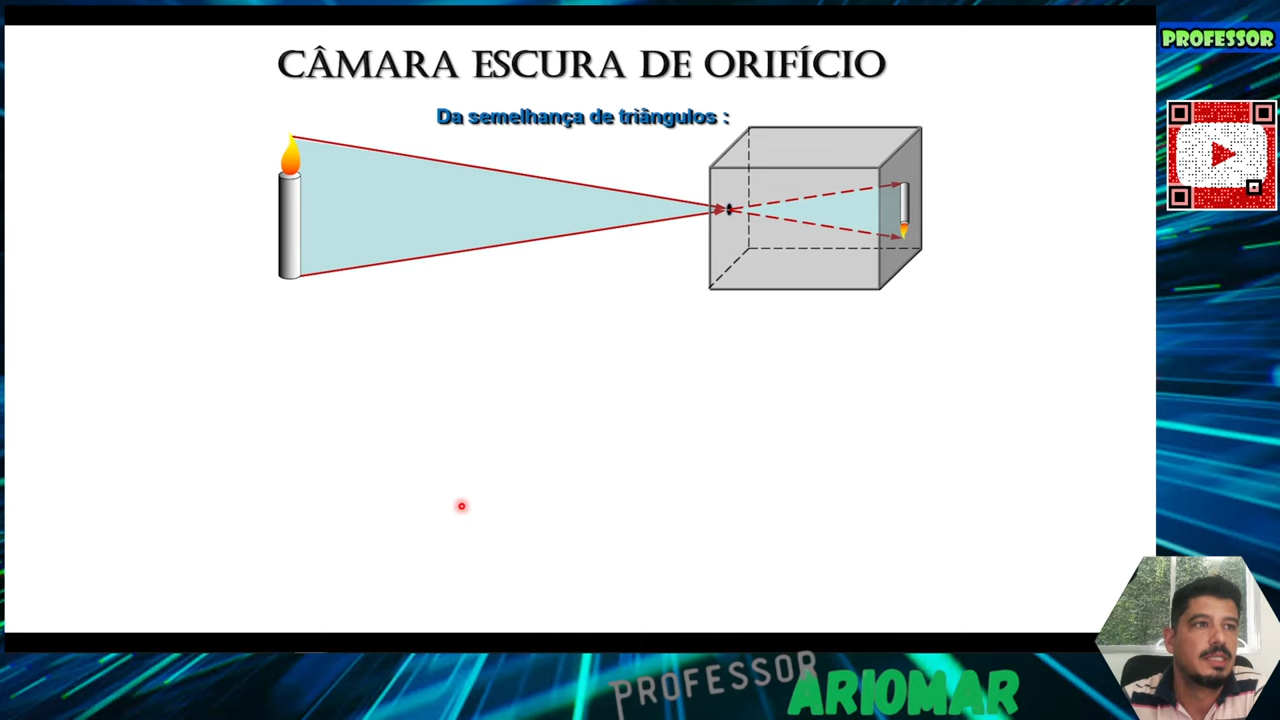 CÂMARA ESCURA DE ORIFÍCIO
Da semelhança de triângulos :
PROFESSOR
PROFESSOR
ARIOMAR